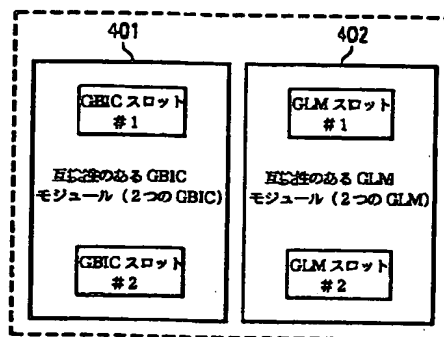 401
402
GBIC スロット
#1
GLM スロット
#1
互換性のある GBIC
モジュール (2つの GBIC)
互換性のある GLM
モジュール (2つの GLM)
GBIC スロット
#2
GLM スロット
#2